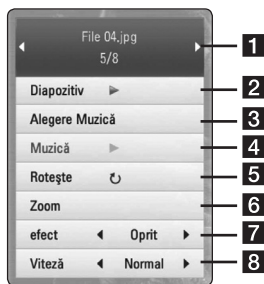 File 04.jpg
1
5/8
Diapozitiv 2
Alegere Muzică 3
Muzică 4
Roteşte 5
Zoom 6
efect Oprit 7
Viteză Normal 8